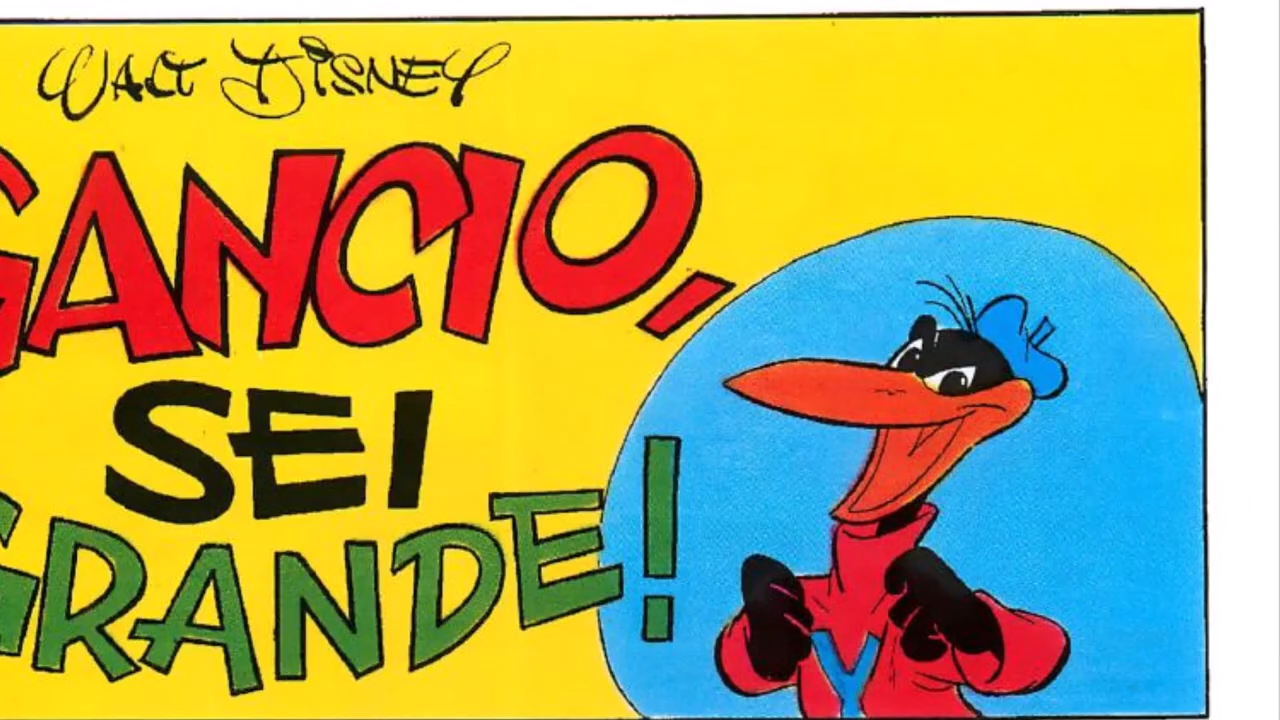 WALT DISNEY
GANCIO,
SEI
GRANDE!
Y